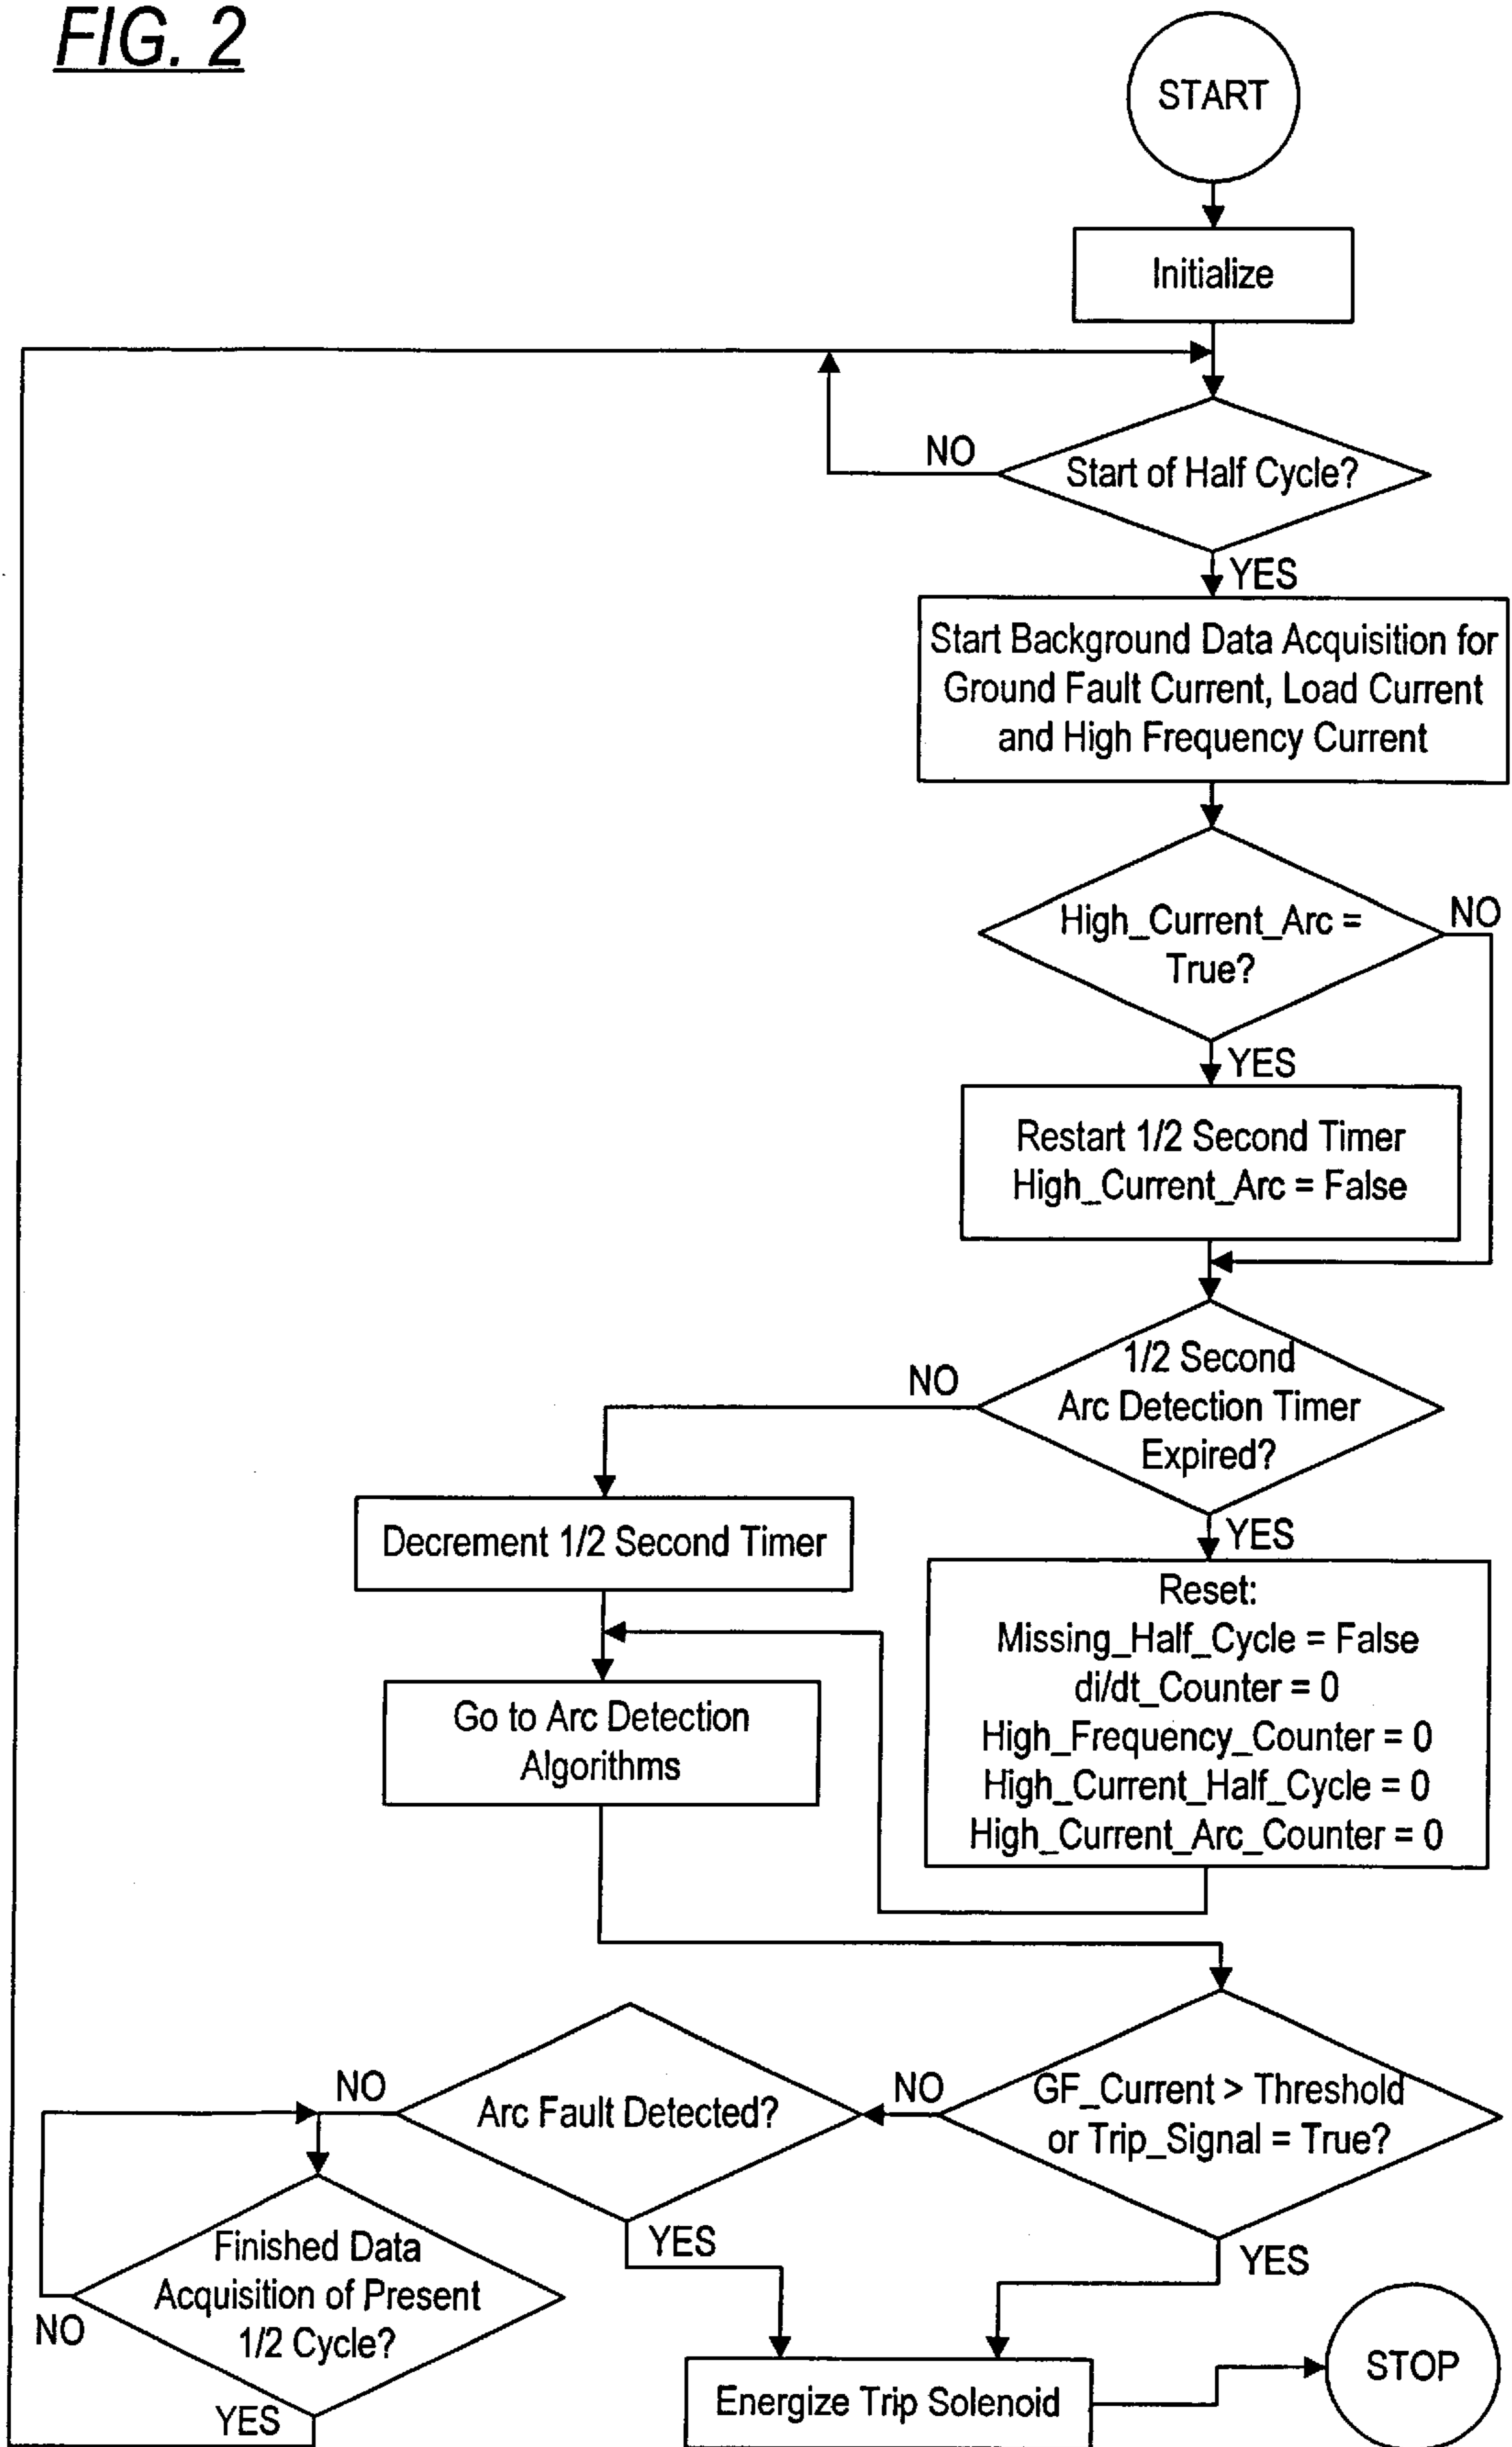 FIG. 2
START
Initialize
NO
Start of Half Cycle?
YES
Start Background Data Acquisition for
Ground Fault Current, Load Current
and High Frequency Current
High_Current_Arc =
True?
NO
YES
Restart 1/2 Second Timer
High_Current_Arc = False
1/2 Second
Arc Detection Timer
Expired?
NO
YES
Decrement 1/2 Second Timer
Reset:
Missing_Half_Cycle = False
di/dt_Counter = 0
High_Frequency_Counter = 0
High_Current_Half_Cycle = 0
High_Current_Arc_Counter = 0
Go to Arc Detection
Algorithms
GF_Current > Threshold
or Trip_Signal = True?
NO
YES
Arc Fault Detected?
NO
YES
Finished Data
Acquisition of Present
1/2 Cycle?
NO
YES
Energize Trip Solenoid
STOP